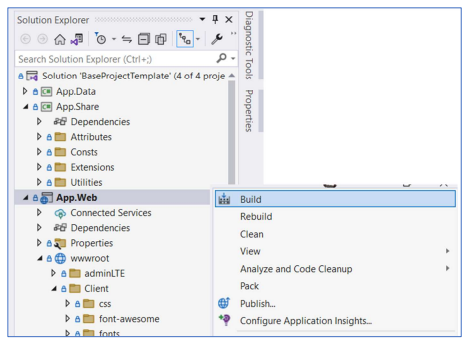 Solution Explorer
Search Solution Explorer (Ctrl+;)
Solution 'BaseProjectTemplate' (4 of 4 proje
App.Data
App.Share
Dependencies
Attributes
Consts
Extensions
Utilities
App.Web
Connected Services
Dependencies
Properties
wwwroot
adminLTE
Client
css
font-awesome
fonts
Diagnostic Tools
Properties
Build
Rebuild
Clean
View
Analyze and Code Cleanup
Pack
Publish...
Configure Application Insights...